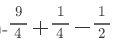 - 9/4 + 1/4 - 1/2